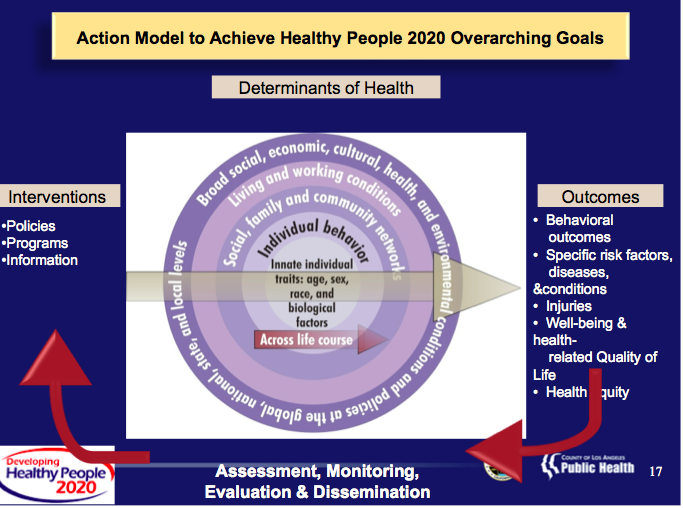 Action Model to Achieve Healthy People 2020 Overarching Goals
Determinants of Health
Interventions
•Policies
•Programs
•Information
Broad social, economic, cultural, health, and environmental conditions and policies at the global, national, state, and local levels
Living and working conditions
Social, family and community networks
Individual behavior
Innate individual
traits: age, sex,
race, and
biological
factors
Across life course
Outcomes
• Behavioral
outcomes
• Specific risk factors,
diseases,
&conditions
• Injuries
• Well-being &
health-
related Quality of
Life
• Health
Developing
Healthy People
2020
Assessment, Monitoring,
Evaluation & Dissemination
COUNTY OF LOS ANGELES
Public Health
17